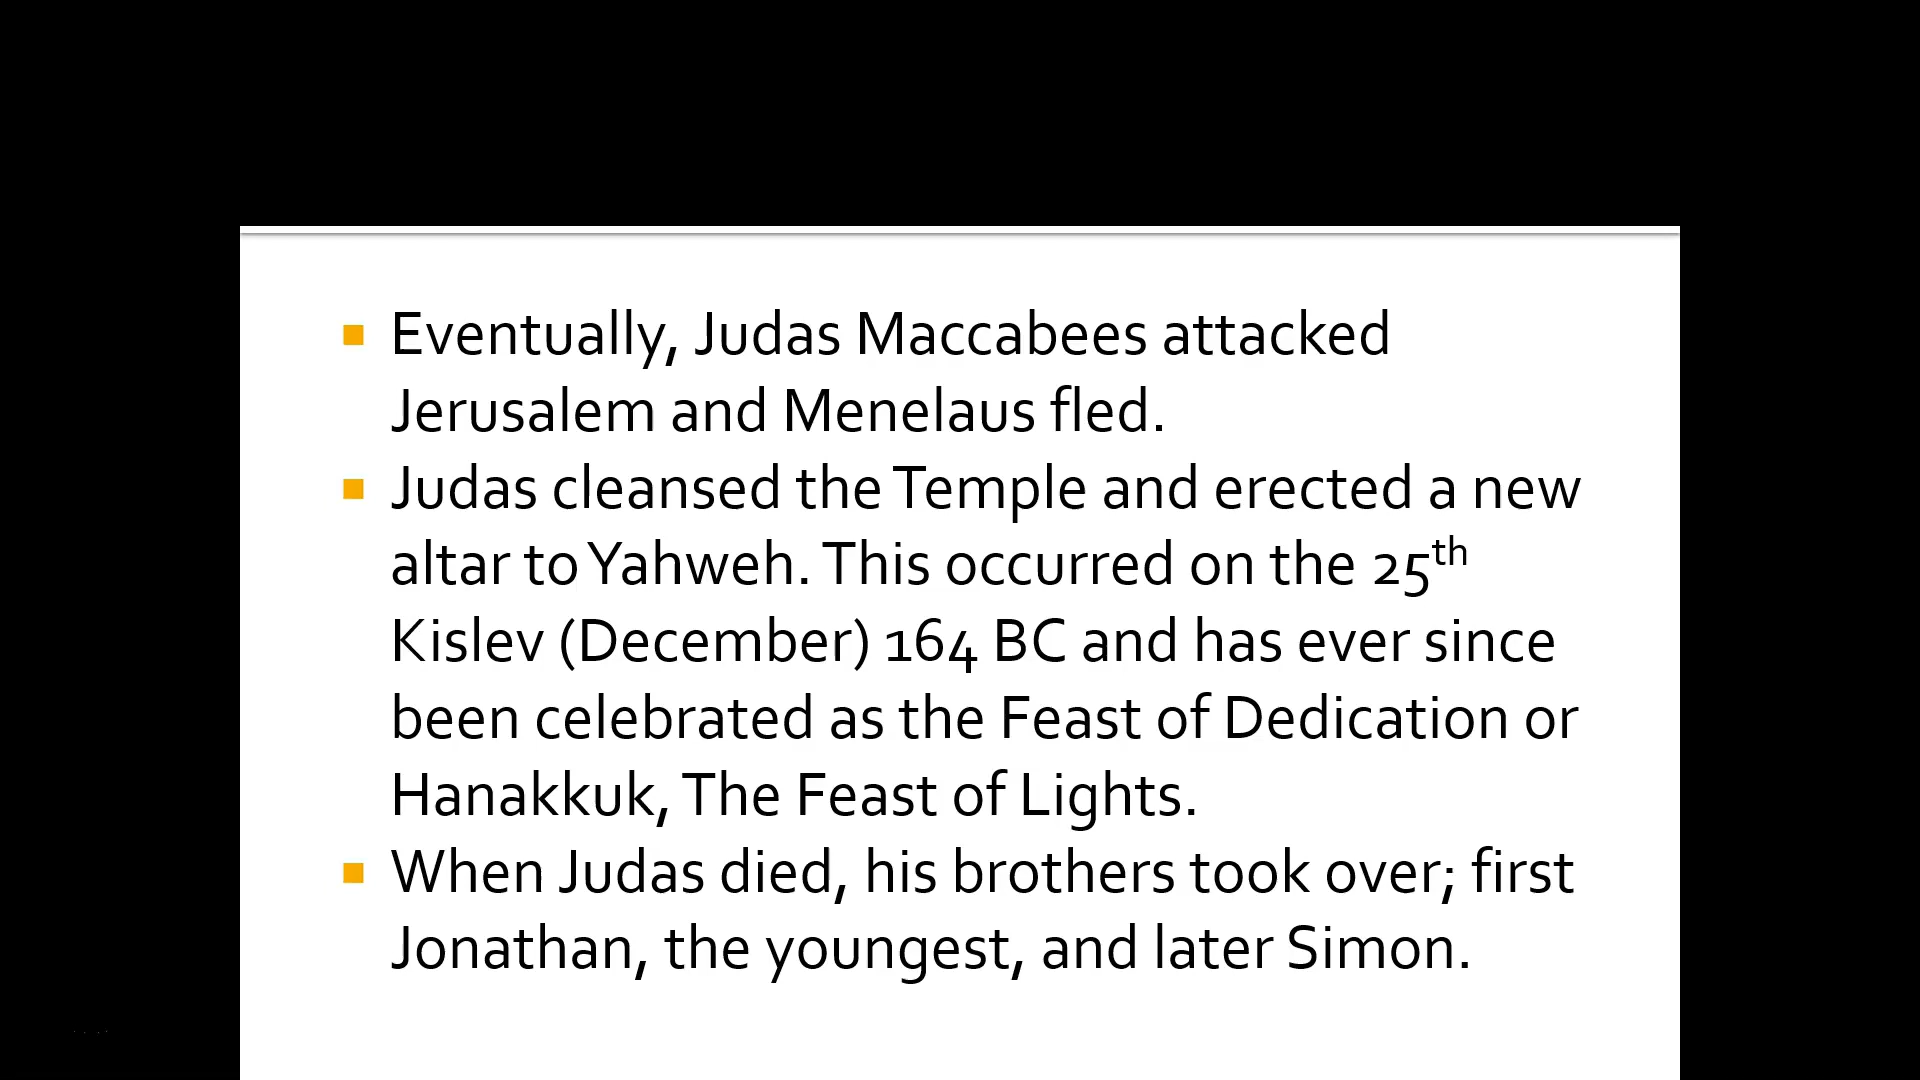 Eventually, Judas Maccabees attacked
Jerusalem and Menelaus fled.
Judas cleansed the Temple and erected a new
altar to Yahweh. This occurred on the 25th
Kislev (December) 164 BC and has ever since
been celebrated as the Feast of Dedication or
Hanakkuk, The Feast of Lights.
When Judas died, his brothers took over; first
Jonathan, the youngest, and later Simon.